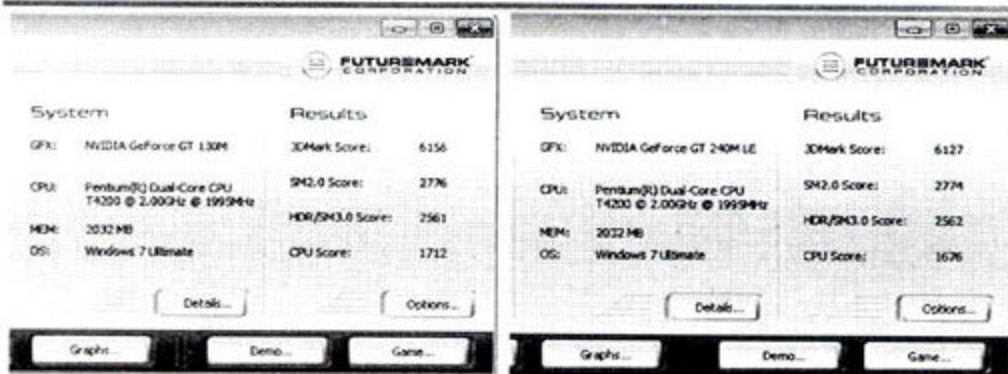 FUTUREMARK
CORPORATION
System Results
GFX: NVIDIA GeForce GT 130M 3DMark Score: 6156
CPU: Pentium(R) Dual-Core CPU SM2.0 Score: 2776
T4200 @ 2.00GHz @ 1995MHz
HDR/SM3.0 Score: 2561
MEM: 2032 MB
OS: Windows 7 Ultimate CPU Score: 1712
Details... Options...
Graphs... Demo... Game...
FUTUREMARK
CORPORATION
System Results
GFX: NVIDIA GeForce GT 240M LE 3DMark Score: 6127
CPU: Pentium(R) Dual-Core CPU SM2.0 Score: 2774
T4200 @ 2.00GHz @ 1995MHz
HDR/SM3.0 Score: 2562
MEM: 2032 MB
OS: Windows 7 Ultimate CPU Score: 1676
Details... Options...
Graphs... Demo... Game...